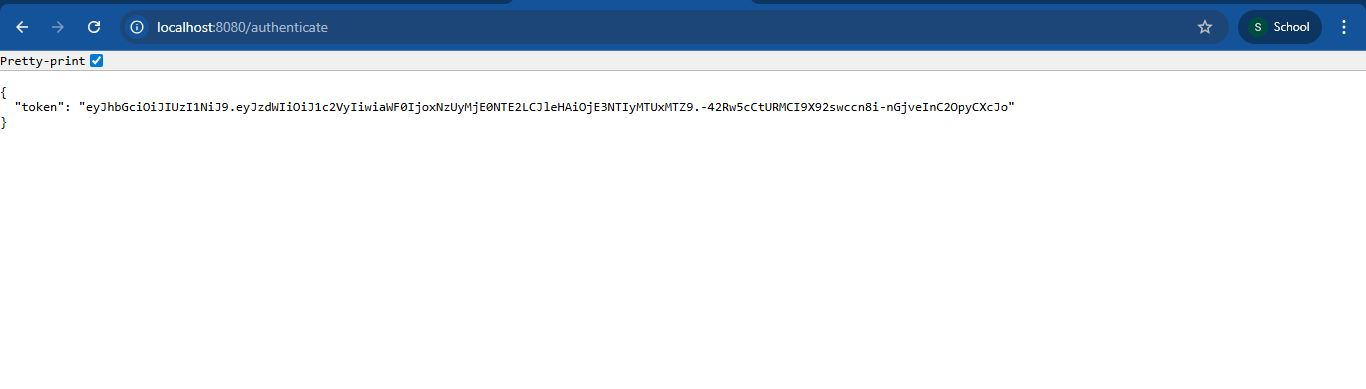 localhost:8080/authenticate
S School
Pretty-print
{
"token": "eyJhbGciOiJIUzI1NiJ9.eyJzdWIiOiJ1c2VyIiwiaWF0IjoxNzUyMjE0NTE2LCJleHAiOjE3NTIyMTUxMTZ9.-42Rw5cCtURMCI9X92swccn8i-nGjveInC2OpyCXcJo"
}